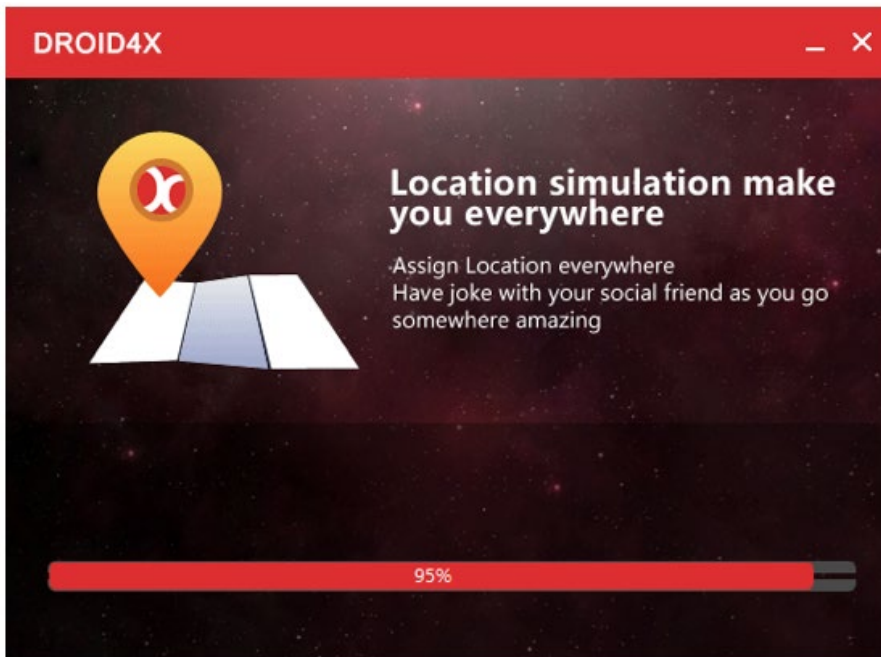 DROID4X
Location simulation make
you everywhere
Assign Location everywhere
Have joke with your social friend as you go
somewhere amazing
95%